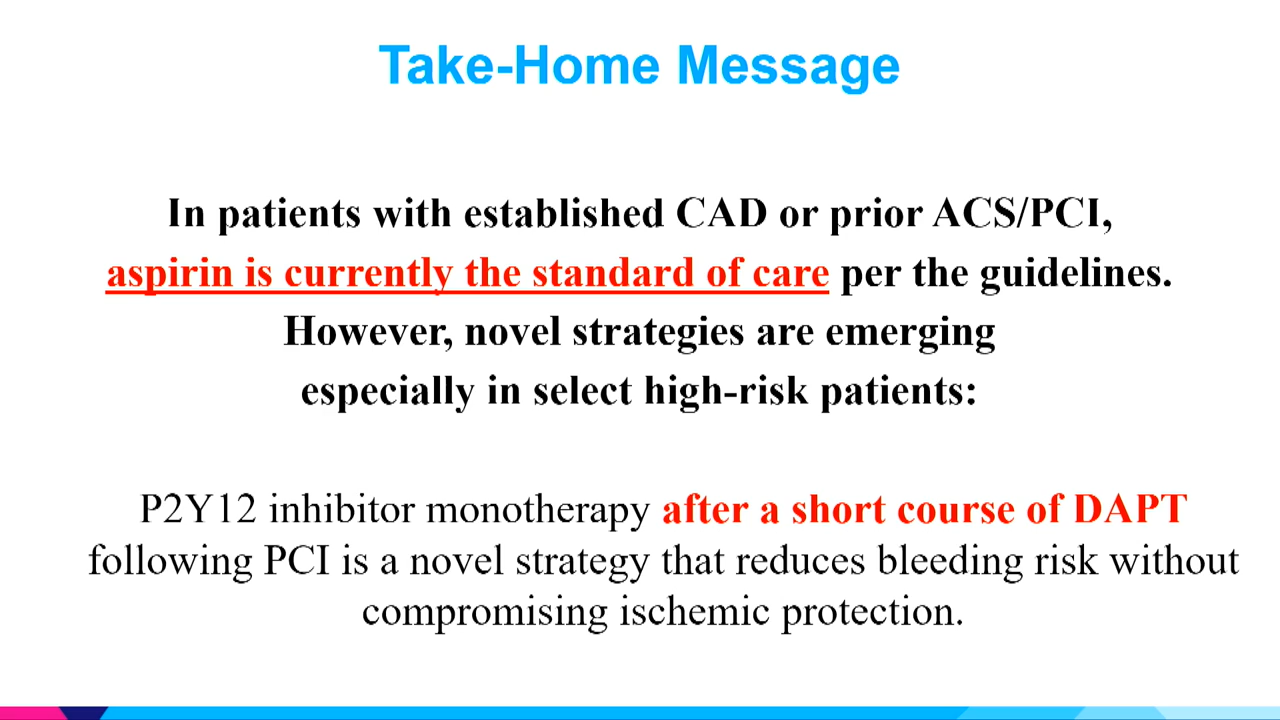 Take-Home Message
In patients with established CAD or prior ACS/PCI,
aspirin is currently the standard of care per the guidelines.
However, novel strategies are emerging
especially in select high-risk patients:
P2Y12 inhibitor monotherapy after a short course of DAPT
following PCI is a novel strategy that reduces bleeding risk without
compromising ischemic protection.